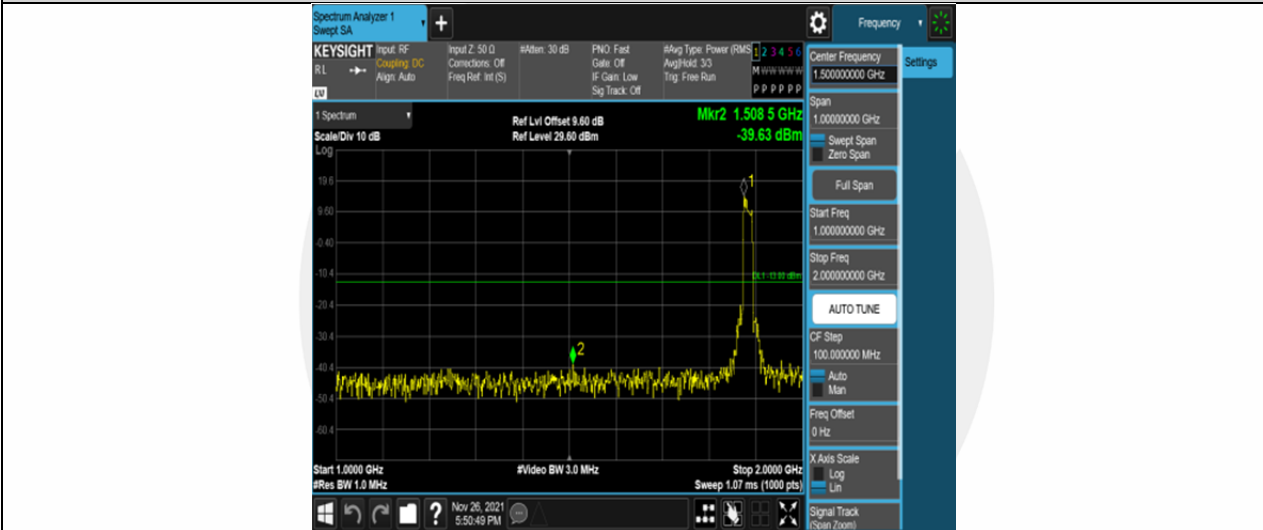 Spectrum Analyzer 1
Swept SA
+
Frequency
KEYSIGHT
RL
LV
Input: RF
Coupling: DC
Align: Auto
Input Z: 50 Ω
Corrections: Off
Freq Ref: Int (S)
#Atten: 30 dB
PNO: Fast
Gate: Off
IF Gain: Low
Sig Track: Off
#Avg Type: Power (RMS
Avg|Hold: 3/3
Trig: Free Run
1 2 3 4 5 6
M W W W W W
P P P P P P
1 Spectrum
Scale/Div 10 dB
Ref Lvl Offset 9.60 dB
Ref Level 29.60 dBm
Mkr2 1.508 5 GHz
-39.63 dBm
Log
19.6
9.60
-0.40
-10.4
-20.4
-30.4
-40.4
-50.4
-60.4
1
DL1 -13.00 dBm
2
Start 1.0000 GHz
#Res BW 1.0 MHz
#Video BW 3.0 MHz
Stop 2.0000 GHz
Sweep 1.07 ms (1000 pts)
Nov 26, 2021
5:50:49 PM
Center Frequency
1.500000000 GHz
Span
1.00000000 GHz
Swept Span
Zero Span
Full Span
Start Freq
1.000000000 GHz
Stop Freq
2.000000000 GHz
AUTO TUNE
CF Step
100.000000 MHz
Auto
Man
Freq Offset
0 Hz
X Axis Scale
Log
Lin
Signal Track
(Span Zoom)
Settings